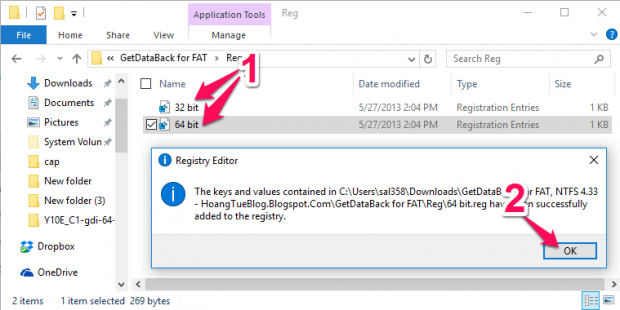 Application Tools
Reg
File
Home
Share
View
Manage
« GetDataBack for FAT > Reg
Search Reg
1
Downloads
Documents
System Volun
cap
New folder
New folder (3)
Y10E_C1-gdi-64-
Dropbox
OneDrive
Name
Date modified
Type
Size
32 bit
5/27/2013 2:04 PM
Registration Entries
1 KB
64 bit
5/27/2013 2:04 PM
Registration Entries
1 KB
Registry Editor
The keys and values contained in C:\Users\sal358\Downloads\GetDataB for FAT, NTFS 4.33
- HoangTueBlog.Blogspot.Com\GetDataBack for FAT\Reg\64 bit.reg ha n successfully
added to the registry.
2
OK
2 items
1 item selected 269 bytes